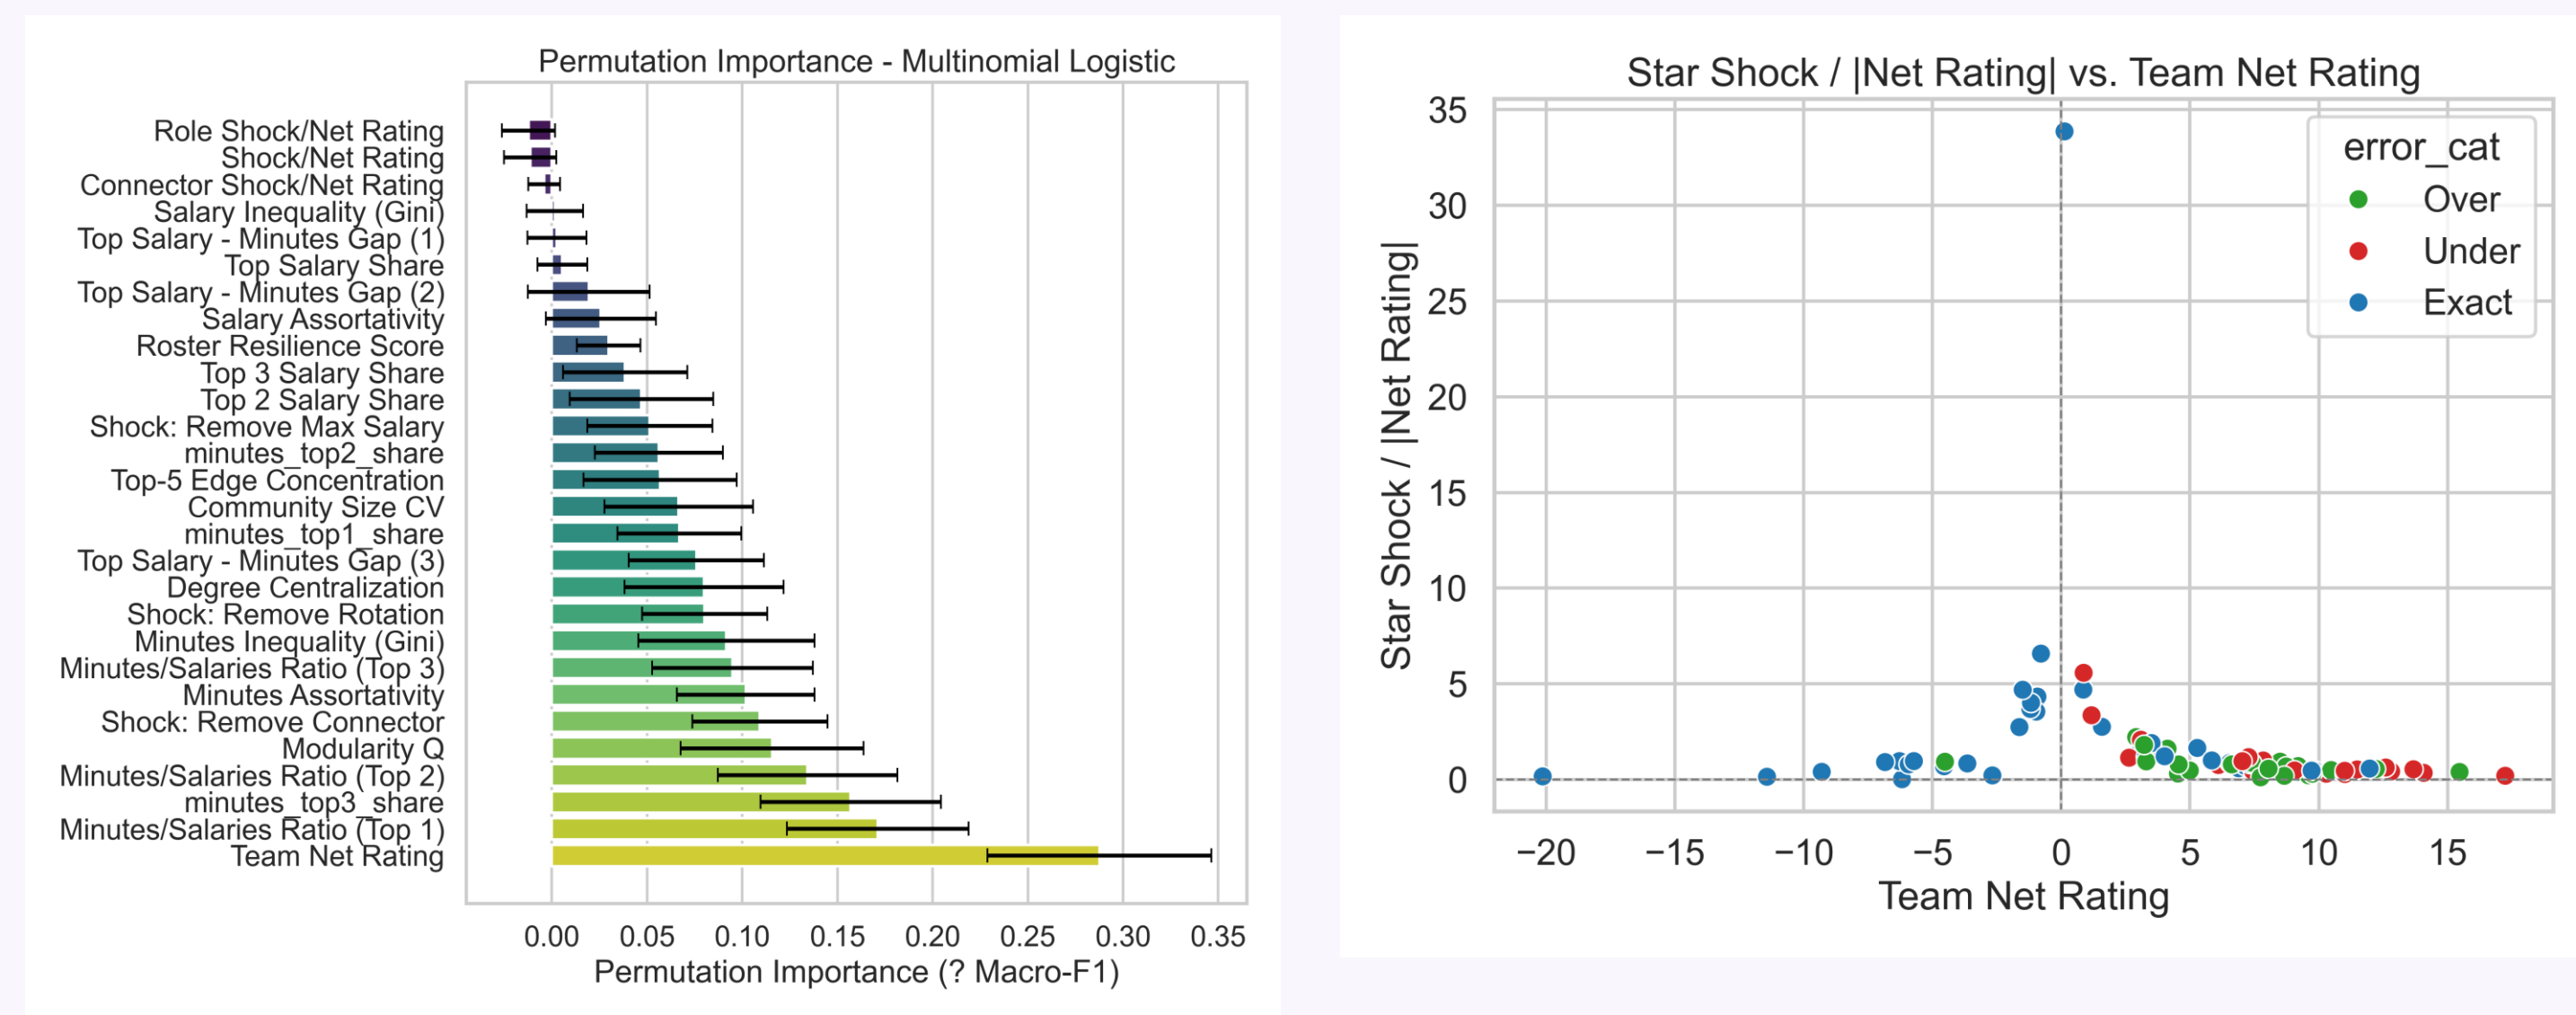 Permutation Importance - Multinomial Logistic
Role Shock/Net Rating
Shock/Net Rating
Connector Shock/Net Rating
Salary Inequality (Gini)
Top Salary - Minutes Gap (1)
Top Salary Share
Top Salary - Minutes Gap (2)
Salary Assortativity
Roster Resilience Score
Top 3 Salary Share
Top 2 Salary Share
Shock: Remove Max Salary
minutes_top2_share
Top-5 Edge Concentration
Community Size CV
minutes_top1_share
Top Salary - Minutes Gap (3)
Degree Centralization
Shock: Remove Rotation
Minutes Inequality (Gini)
Minutes/Salaries Ratio (Top 3)
Minutes Assortativity
Shock: Remove Connector
Modularity Q
Minutes/Salaries Ratio (Top 2)
minutes_top3_share
Minutes/Salaries Ratio (Top 1)
Team Net Rating
0.00 0.05 0.10 0.15 0.20 0.25 0.30 0.35
Permutation Importance (? Macro-F1)
Star Shock / |Net Rating| vs. Team Net Rating
Star Shock / |Net Rating|
35
30
25
20
15
10
5
0
error_cat
Over
Under
Exact
−20 −15 −10 −5 0 5 10 15
Team Net Rating